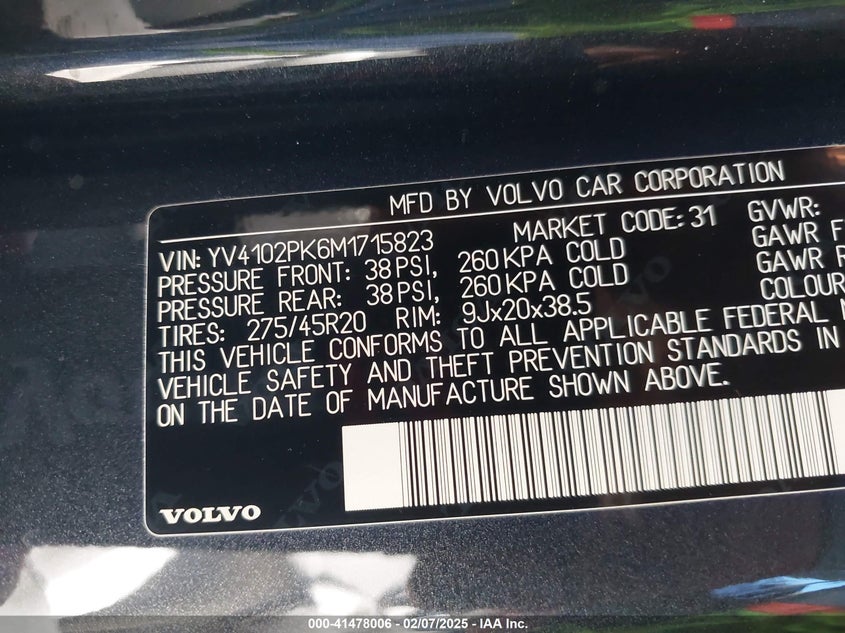 MFD BY VOLVO CAR CORPORATION
VIN: YV4102PK6M1715823 MARKET CODE: 31 GVWR:
PRESSURE FRONT: 38 PSI, 260 KPA COLD GAWR F
PRESSURE REAR: 38 PSI, 260 KPA COLD GAWR R
TIRES: 275/45R20 RIM: 9Jx20x38.5 COLOUR
THIS VEHICLE CONFORMS TO ALL APPLICABLE FEDERAL
VEHICLE SAFETY AND THEFT PREVENTION STANDARDS IN
ON THE DATE OF MANUFACTURE SHOWN ABOVE.
VOLVO
000-41478006 - 02/07/2025 - IAA Inc.